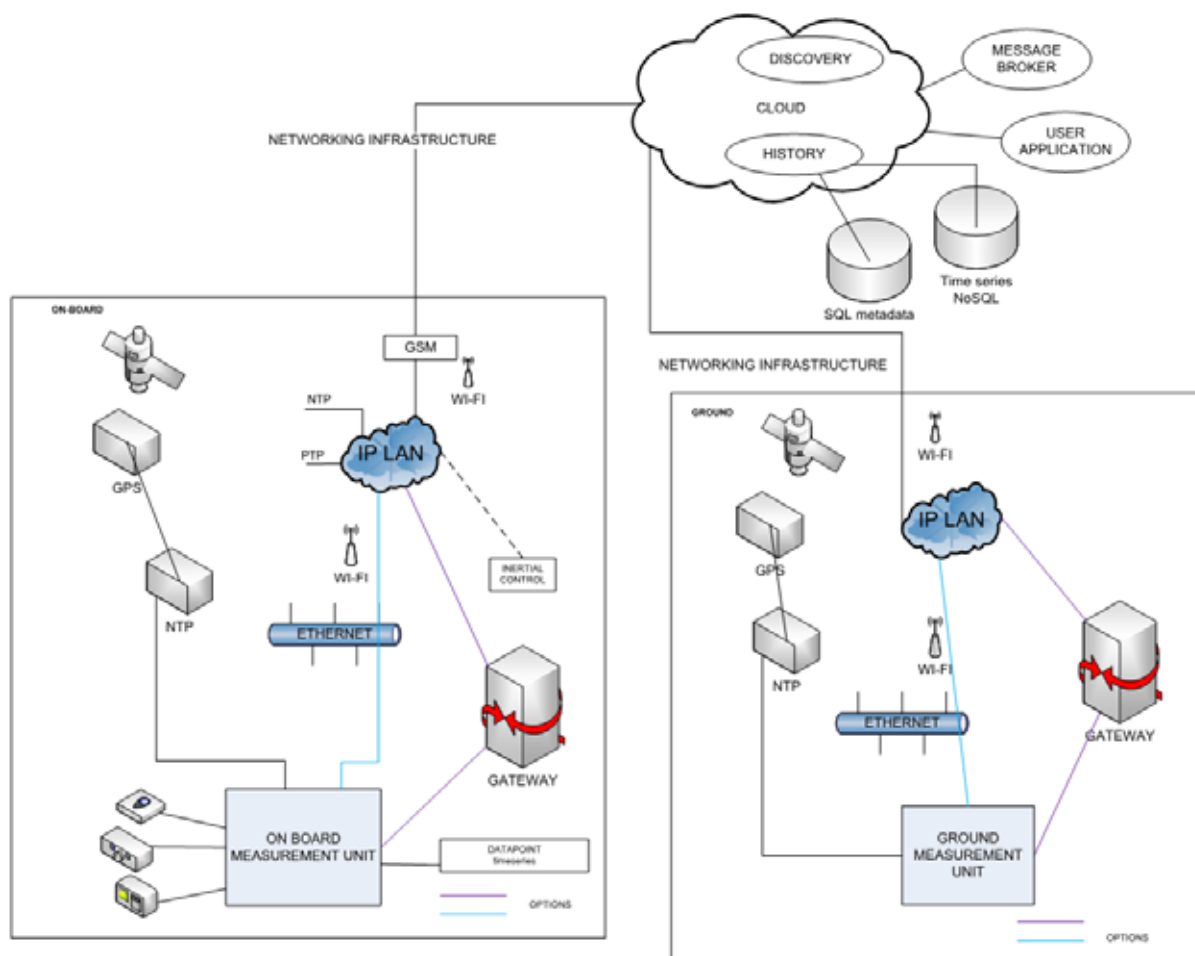 DISCOVERY
MESSAGE
BROKER
CLOUD
NETWORKING INFRASTRUCTURE
USER
APPLICATION
HISTORY
Time series
NoSQL
SQL metadata
ON-BOARD
GSM
NETWORKING INFRASTRUCTURE
WI-FI
NTP
IP LAN
PTP
GPS
WI-FI
INERTIAL
CONTROL
NTP
ETHERNET
GATEWAY
ON BOARD
MEASUREMENT UNIT
DATAPOINT
timeseries
OPTIONS
GROUND
WI-FI
IP LAN
GPS
WI-FI
NTP
ETHERNET
GATEWAY
GROUND
MEASUREMENT
UNIT
OPTIONS